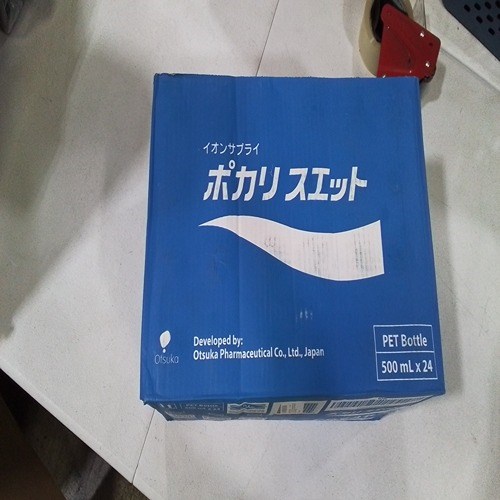 イオンサプライ
ポカリ スエット
Otsuka
Developed by:
Otsuka Pharmaceutical Co., Ltd., Japan
PET Bottle
500 mL x 24